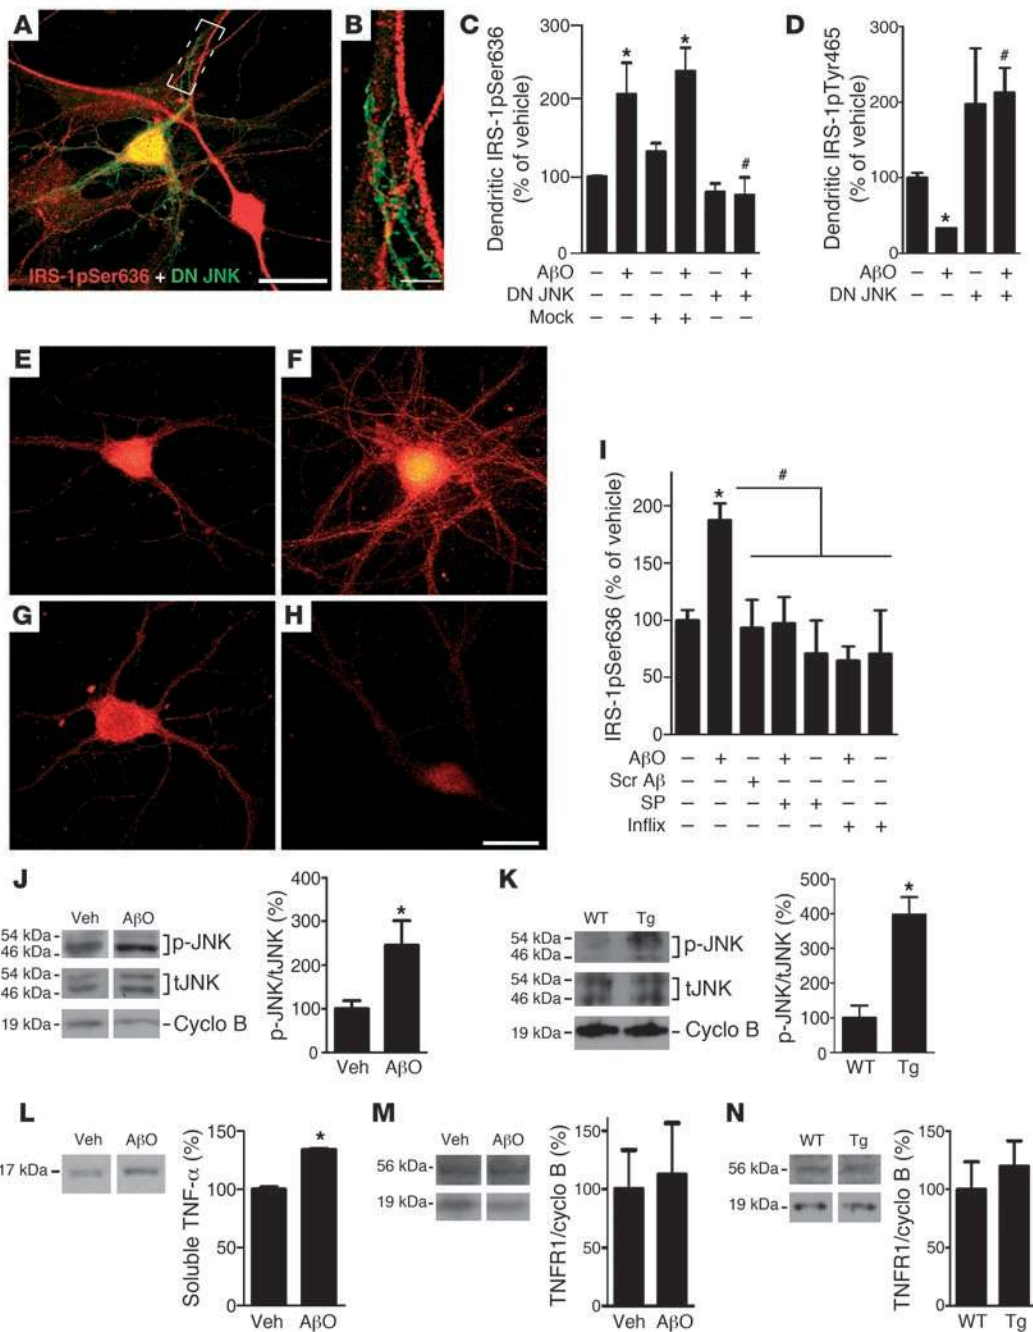 A
IRS-1pSer636 + DN JNK
B
C
Dendritic IRS-1pSer636
(% of vehicle)
300
200
100
0
*
*
#
AβO − + − + − +
DN JNK − − − − + +
Mock − − + + − −
D
Dendritic IRS-1pTyr465
(% of vehicle)
300
200
100
0
*
#
AβO − + − +
DN JNK − − + +
E
F
G
H
I
IRS-1pSer636 (% of vehicle)
200
150
100
50
0
*
#
AβO − + − + − + −
Scr Aβ − − + − − − −
SP − − − + + − −
Inflix − − − − − + +
J
Veh AβO
54 kDa
46 kDa
p-JNK
54 kDa
46 kDa
tJNK
19 kDa
Cyclo B
p-JNK/tJNK (%)
400
300
200
100
0
*
Veh AβO
K
WT Tg
54 kDa
46 kDa
p-JNK
54 kDa
46 kDa
tJNK
19 kDa
Cyclo B
p-JNK/tJNK (%)
500
400
300
200
100
0
*
WT Tg
L
Veh AβO
17 kDa
Soluble TNF-α (%)
150
100
50
0
*
Veh AβO
M
Veh AβO
56 kDa
19 kDa
TNFR1/cyclo B (%)
150
100
50
0
Veh AβO
N
WT Tg
56 kDa
19 kDa
TNFR1/cyclo B (%)
150
100
50
0
WT Tg